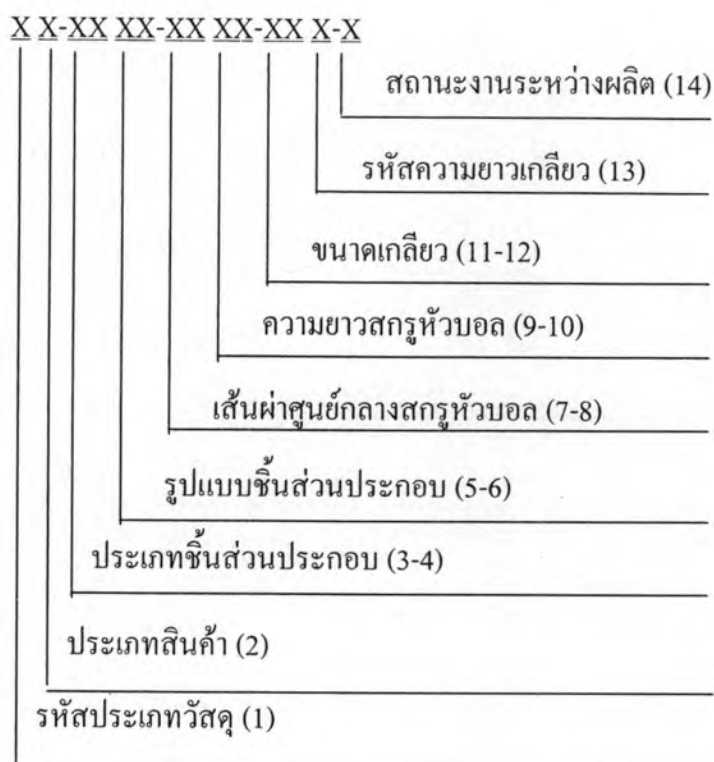 X X-XX XX-XX XX-XX X-X
สถานะงานระหว่างผลิต (14)
รหัสความยาวเกลียว (13)
ขนาดเกลียว (11-12)
ความยาวสกรูหัวบอล (9-10)
เส้นผ่าศูนย์กลางสกรูหัวบอล (7-8)
รูปแบบชิ้นส่วนประกอบ (5-6)
ประเภทชิ้นส่วนประกอบ (3-4)
ประเภทสินค้า (2)
รหัสประเภทวัสดุ (1)